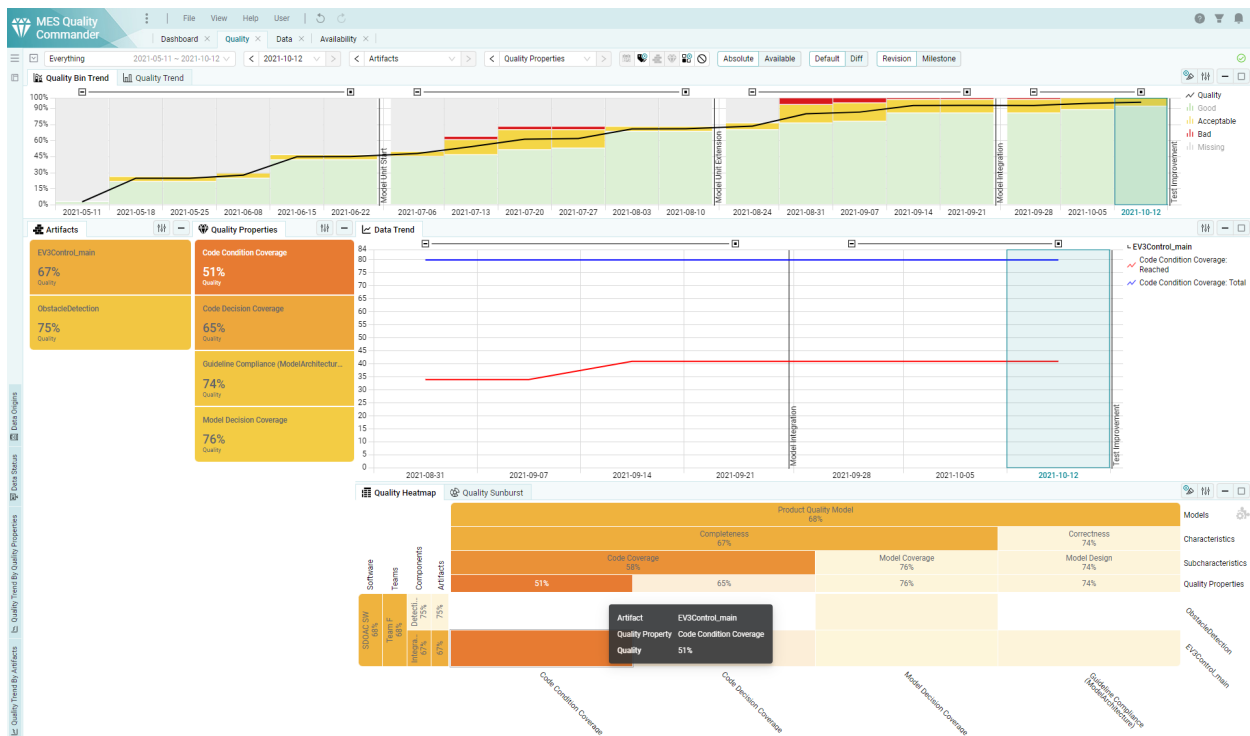 MES Quality
Commander
File View Help User
Dashboard × Quality × Data × Availability ×
Everything 2021-05-11 ~ 2021-10-12
< 2021-10-12 >
< Artifacts >
< Quality Properties >
Absolute Available
Default Diff
Revision Milestone
Quality Bin Trend Quality Trend
100%
90%
75%
60%
45%
30%
15%
0%
Model Unit Start
Model Unit Extension
Model Integration
Test Improvement
2021-05-11 2021-05-18 2021-05-25 2021-06-08 2021-06-15 2021-06-22 2021-07-06 2021-07-13 2021-07-20 2021-07-27 2021-08-03 2021-08-10 2021-08-24 2021-08-31 2021-09-07 2021-09-14 2021-09-21 2021-09-28 2021-10-05 2021-10-12
Quality
Good
Acceptable
Bad
Missing
Artifacts
EV3Control_main
67%
Quality
ObstacleDetection
75%
Quality
Quality Properties
Code Condition Coverage
51%
Quality
Code Decision Coverage
65%
Quality
Guideline Compliance (ModelArchitectur...
74%
Quality
Model Decision Coverage
76%
Quality
Data Trend
84
80
75
70
65
60
55
50
45
40
35
30
25
20
15
10
5
0
Model Integration
Test Improvement
2021-08-31 2021-09-07 2021-09-14 2021-09-21 2021-09-28 2021-10-05 2021-10-12
EV3Control_main
Code Condition Coverage:
Reached
Code Condition Coverage: Total
Data Origins
Data Status
Quality Trend By Quality Properties
Quality Trend By Artifacts
Quality Heatmap Quality Sunburst
Product Quality Model
68%
Models
Completeness
67%
Correctness
74%
Characteristics
Code Coverage
58%
Model Coverage
76%
Model Design
74%
Subcharacteristics
51% 65% 76% 74%
Quality Properties
Software
Teams
Components
Artifacts
SDOAC SW
68%
Team F
68%
Detecti...
75%
75%
Integra...
67%
67%
Artifact EV3Control_main
Quality Property Code Condition Coverage
Quality 51%
ObstacleDetection
EV3Control_main
Code Condition Coverage
Code Decision Coverage
Model Decision Coverage
Guideline Compliance
(ModelArchitecture)